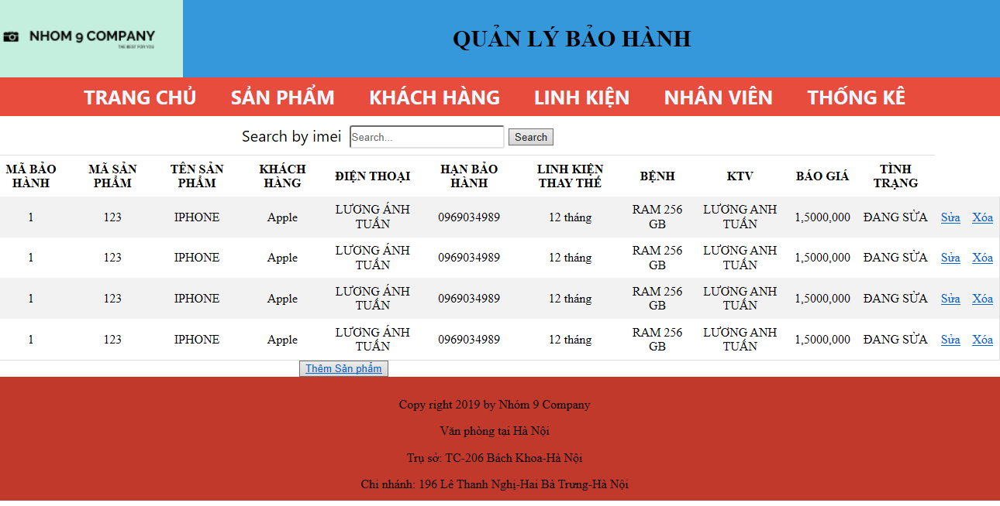 NHOM 9 COMPANY
THE BEST FOR YOU
QUẢN LÝ BẢO HÀNH
TRANG CHỦ SẢN PHẨM KHÁCH HÀNG LINH KIỆN NHÂN VIÊN THỐNG KÊ
Search by imei Search... Search
MÃ BẢO HÀNH MÃ SẢN PHẨM TÊN SẢN PHẨM KHÁCH HÀNG ĐIỆN THOẠI HẠN BẢO HÀNH LINH KIỆN THAY THẾ BỆNH KTV BÁO GIÁ TÌNH TRẠNG
1 123 IPHONE Apple LƯƠNG ÁNH TUẤN 0969034989 12 tháng RAM 256 GB LƯƠNG ANH TUẤN 1,5000,000 ĐANG SỬA Sửa Xóa
1 123 IPHONE Apple LƯƠNG ÁNH TUẤN 0969034989 12 tháng RAM 256 GB LƯƠNG ANH TUẤN 1,5000,000 ĐANG SỬA Sửa Xóa
1 123 IPHONE Apple LƯƠNG ÁNH TUẤN 0969034989 12 tháng RAM 256 GB LƯƠNG ANH TUẤN 1,5000,000 ĐANG SỬA Sửa Xóa
1 123 IPHONE Apple LƯƠNG ÁNH TUẤN 0969034989 12 tháng RAM 256 GB LƯƠNG ANH TUẤN 1,5000,000 ĐANG SỬA Sửa Xóa
Thêm Sản phẩm
Copy right 2019 by Nhóm 9 Company
Văn phòng tại Hà Nội
Trụ sở: TC-206 Bách Khoa-Hà Nội
Chi nhánh: 196 Lê Thanh Nghị-Hai Bà Trưng-Hà Nội